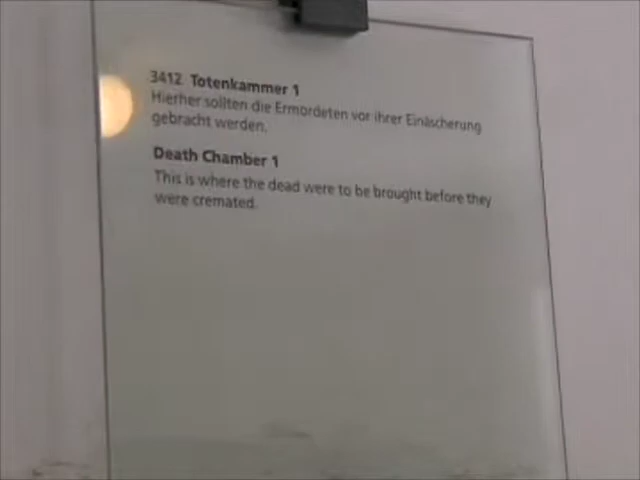 3412 Totenkammer 1
Hierher sollten die Ermordeten vor ihrer Einäscherung
gebracht werden.
Death Chamber 1
This is where the dead were to be brought before they
were cremated.